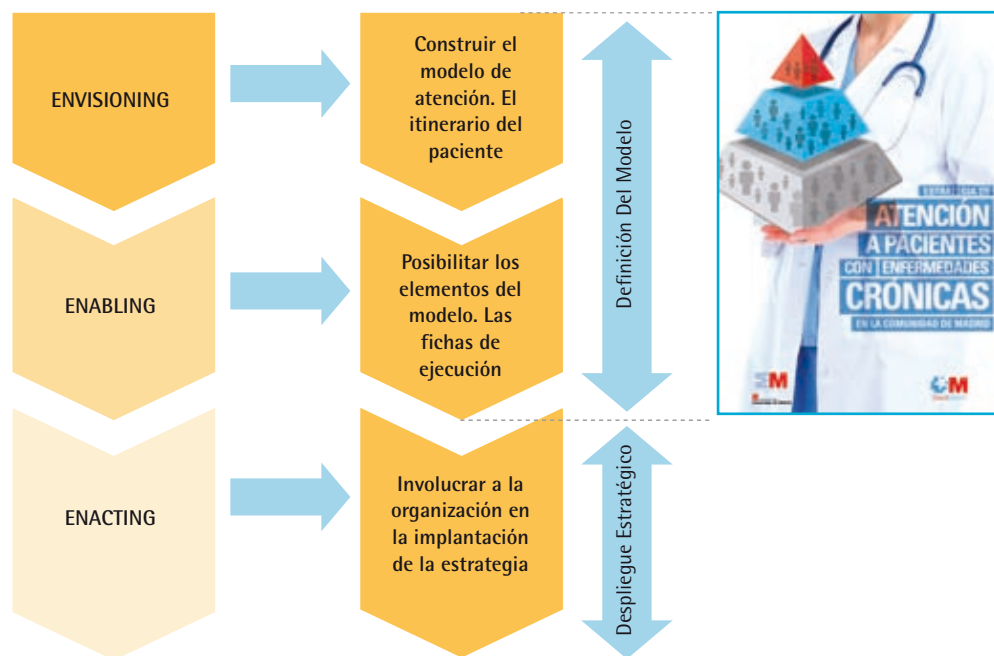 ENVISIONING
Construir el
modelo de
atención. El
itinerario del
paciente
ENABLING
Posibilitar los
elementos del
modelo. Las
fichas de
ejecución
ENACTING
Involucrar a la
organización en
la implantación
de la estrategia
Definición Del Modelo
Despliegue Estratégico
ESTRATEGIA DE
ATENCIÓN
A PACIENTES
CON ENFERMEDADES
CRÓNICAS
EN LA COMUNIDAD DE MADRID